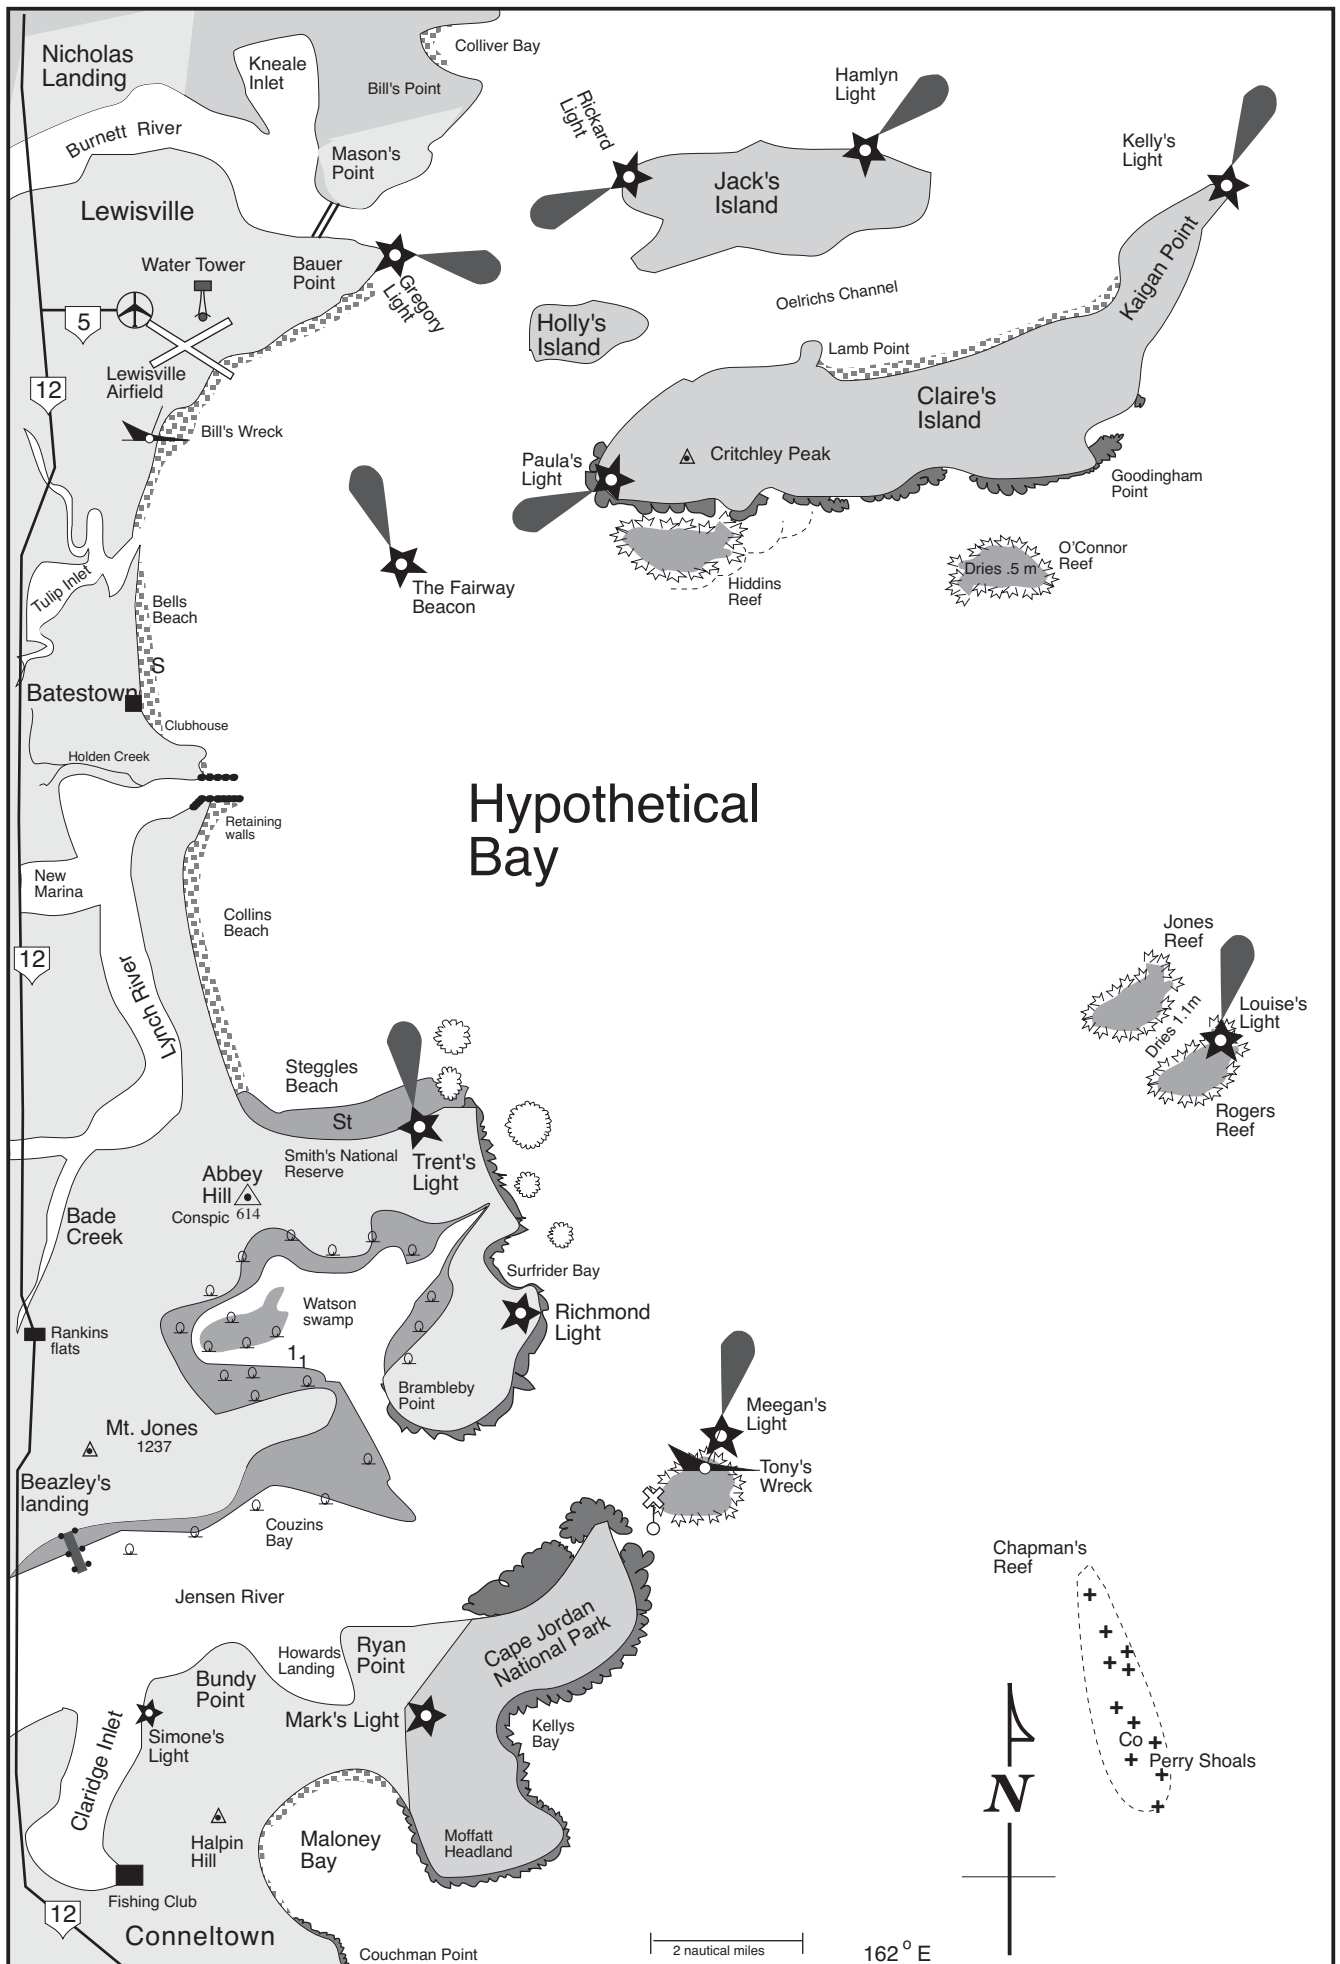 Colliver Bay
Nicholas
Landing
Kneale
Inlet
Bill's Point
Hamlyn
Light
Rickard
Light
Burnett River
Kelly's
Light
Mason's
Point
Jack's
Island
Lewisville
Water Tower
Bauer
Point
Gregory
Light
Kaigan Point
Oelrichs Channel
5
Holly's
Island
Lamb Point
Lewisville
Airfield
12
Claire's
Island
Bill's Wreck
Paula's
Light
Critchley Peak
Goodingham
Point
O'Connor
Reef
Dries .5 m
The Fairway
Beacon
Hiddins
Reef
Tulip Inlet
Bells
Beach
S
Batestown
Clubhouse
Holden Creek
Hypothetical
Bay
Retaining
walls
New
Marina
Collins
Beach
12
Lynch River
Jones
Reef
Louise's
Light
Dries 1.1m
Rogers
Reef
Steggles
Beach
St
Smith's National
Reserve
Trent's
Light
Abbey
Hill
Conspic 614
Bade
Creek
Surfrider Bay
Watson
swamp
Richmond
Light
Rankins
flats
11
Brambleby
Point
Meegan's
Light
Mt. Jones
1237
Tony's
Wreck
Beazley's
landing
Couzins
Bay
Chapman's
Reef
Jensen River
Cape Jordan
National Park
Howards
Landing
Ryan
Point
Bundy
Point
Mark's Light
Kellys
Bay
Simone's
Light
Claridge Inlet
Co
Perry Shoals
N
Halpin
Hill
Maloney
Bay
Moffatt
Headland
Fishing Club
12
Conneltown
Couchman Point
2 nautical miles
162 o E